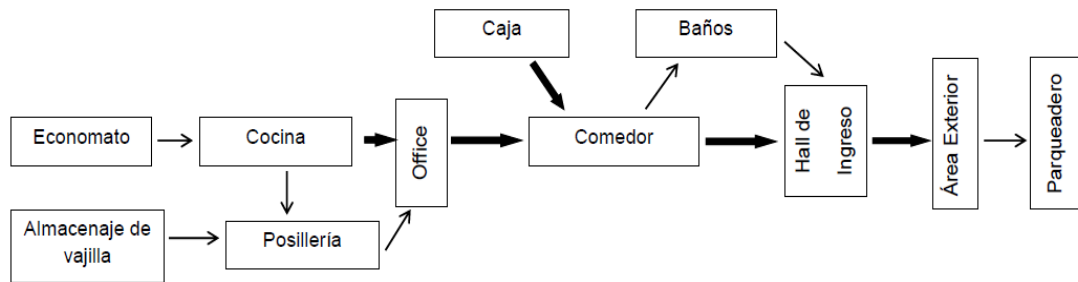 Caja
Baños
Economato
Cocina
Office
Comedor
Hall de
Ingreso
Área Exterior
Parqueadero
Almacenaje de
vajilla
Posillería